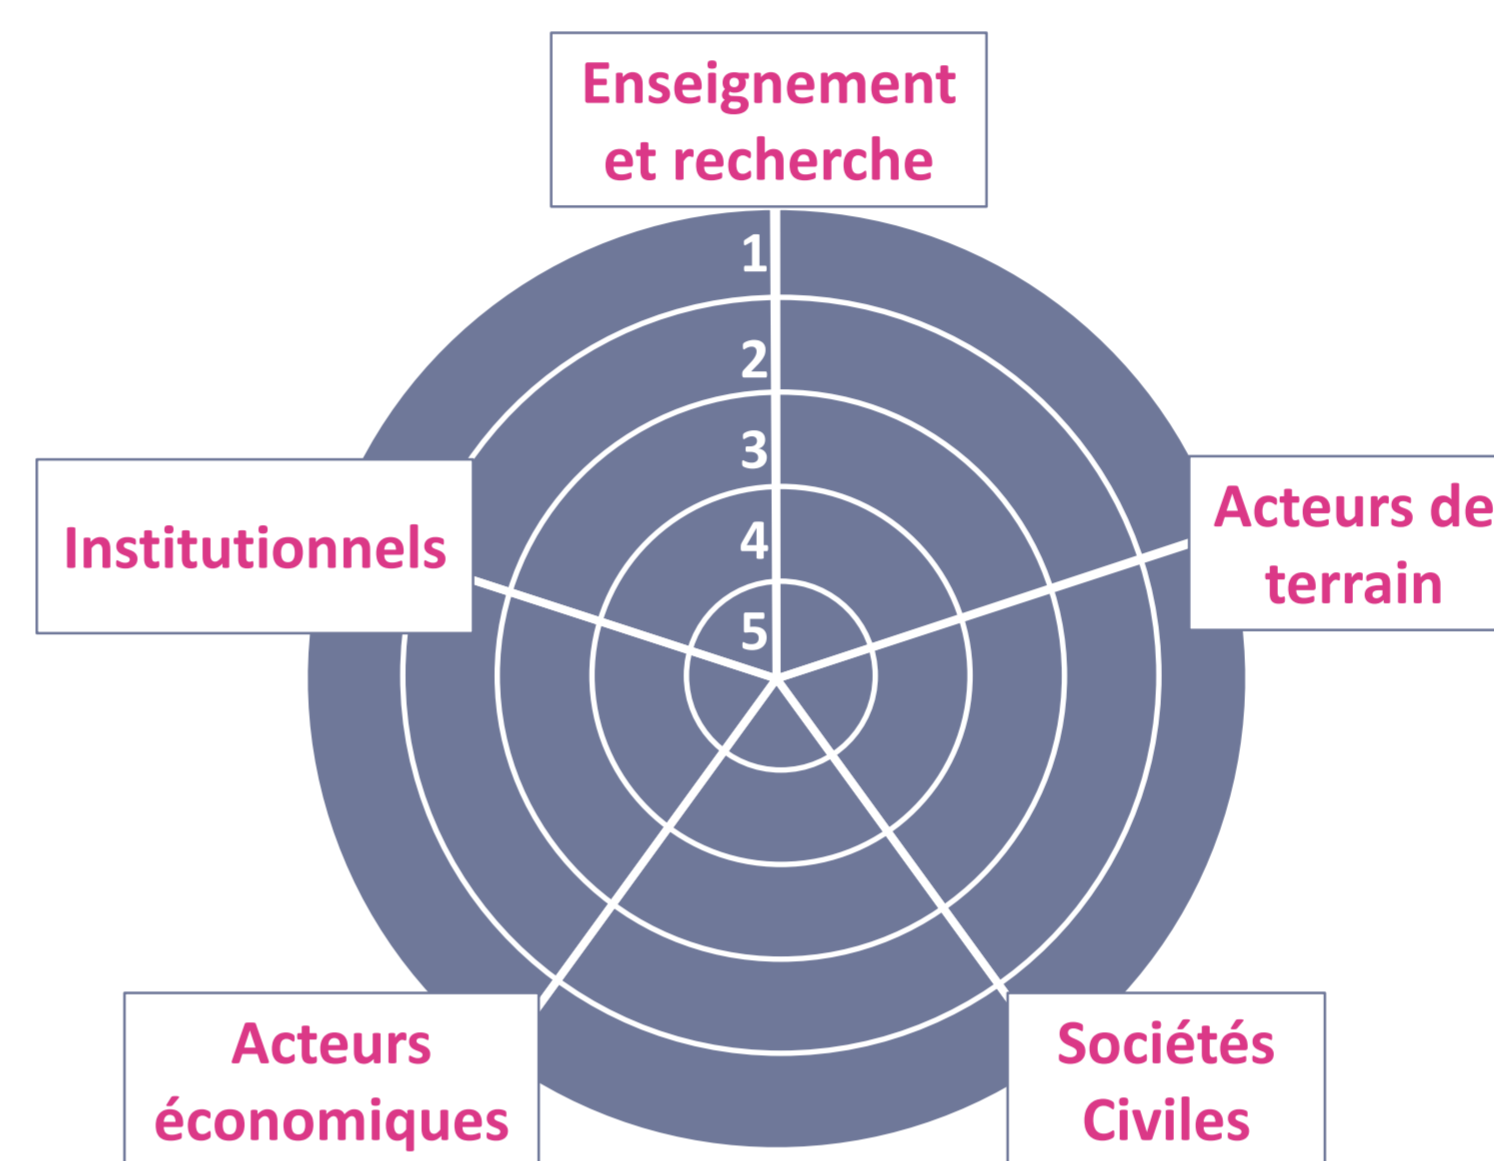 Enseignement
et recherche
1
2
3
4
5
Institutionnels
Acteurs de
terrain
Acteurs
économiques
Sociétés
Civiles